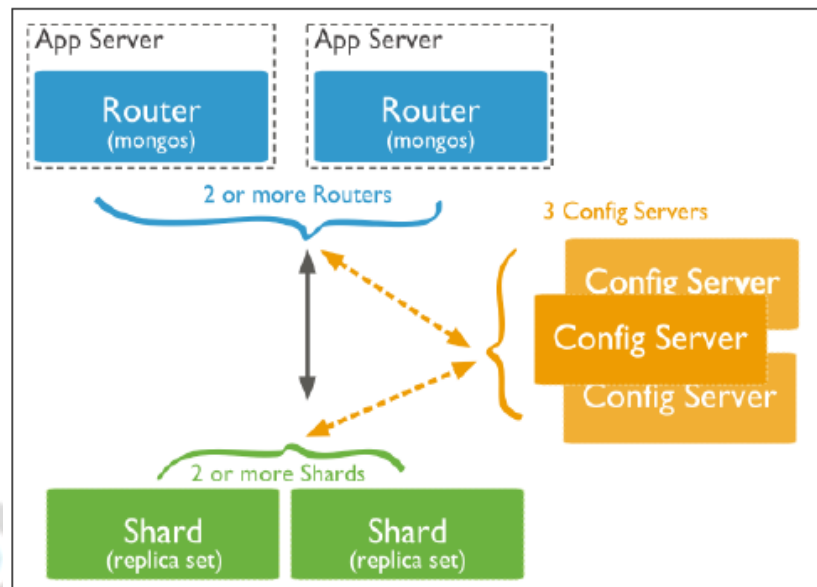 App Server
App Server
Router
(mongos)
Router
(mongos)
2 or more Routers
3 Config Servers
Config Server
Config Server
Config Server
2 or more Shards
Shard
(replica set)
Shard
(replica set)